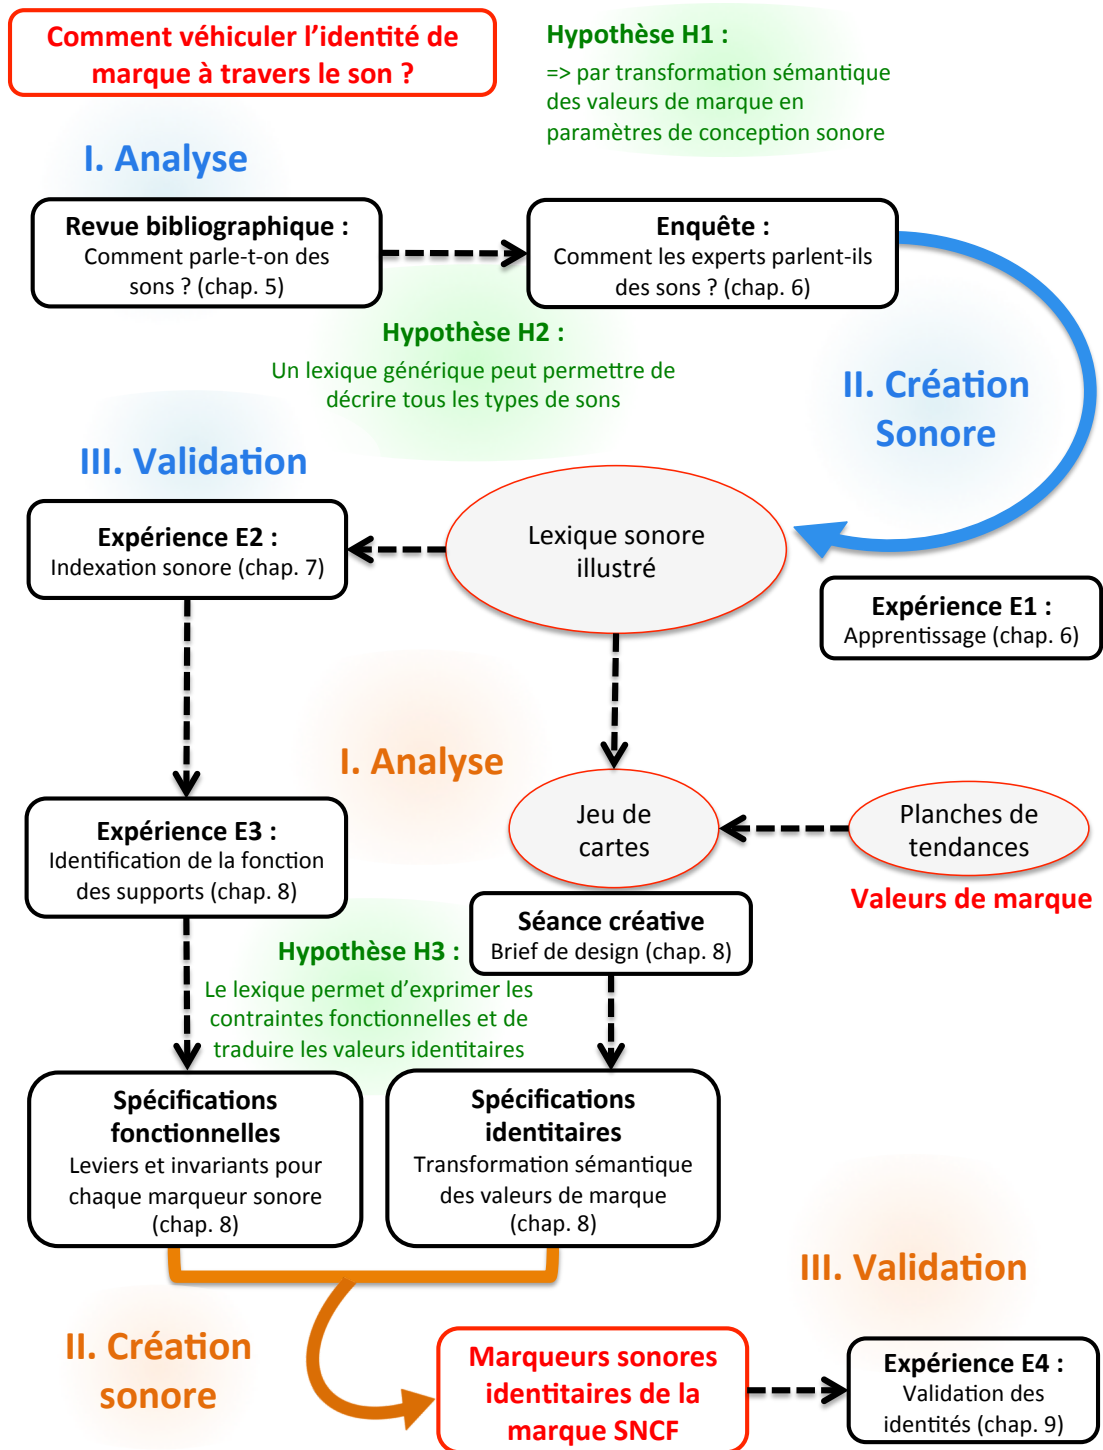 Comment véhiculer l'identité de
marque à travers le son ?
Hypothèse H1 :
=> par transformation sémantique
des valeurs de marque en
paramètres de conception sonore
I. Analyse
Revue bibliographique :
Comment parle-t-on des
sons ? (chap. 5)
Enquête :
Comment les experts parlent-ils
des sons ? (chap. 6)
Hypothèse H2 :
Un lexique générique peut permettre de
décrire tous les types de sons
II. Création
Sonore
III. Validation
Expérience E2 :
Indexation sonore (chap. 7)
Lexique sonore
illustré
Expérience E1 :
Apprentissage (chap. 6)
I. Analyse
Expérience E3 :
Identification de la fonction
des supports (chap. 8)
Jeu de
cartes
Planches de
tendances
Valeurs de marque
Séance créative
Brief de design (chap. 8)
Hypothèse H3 :
Le lexique permet d'exprimer les
contraintes fonctionnelles et de
traduire les valeurs identitaires
Spécifications
fonctionnelles
Leviers et invariants pour
chaque marqueur sonore
(chap. 8)
Spécifications
identitaires
Transformation sémantique
des valeurs de marque
(chap. 8)
III. Validation
II. Création
sonore
Marqueurs sonores
identitaires de la
marque SNCF
Expérience E4 :
Validation des
identités (chap. 9)